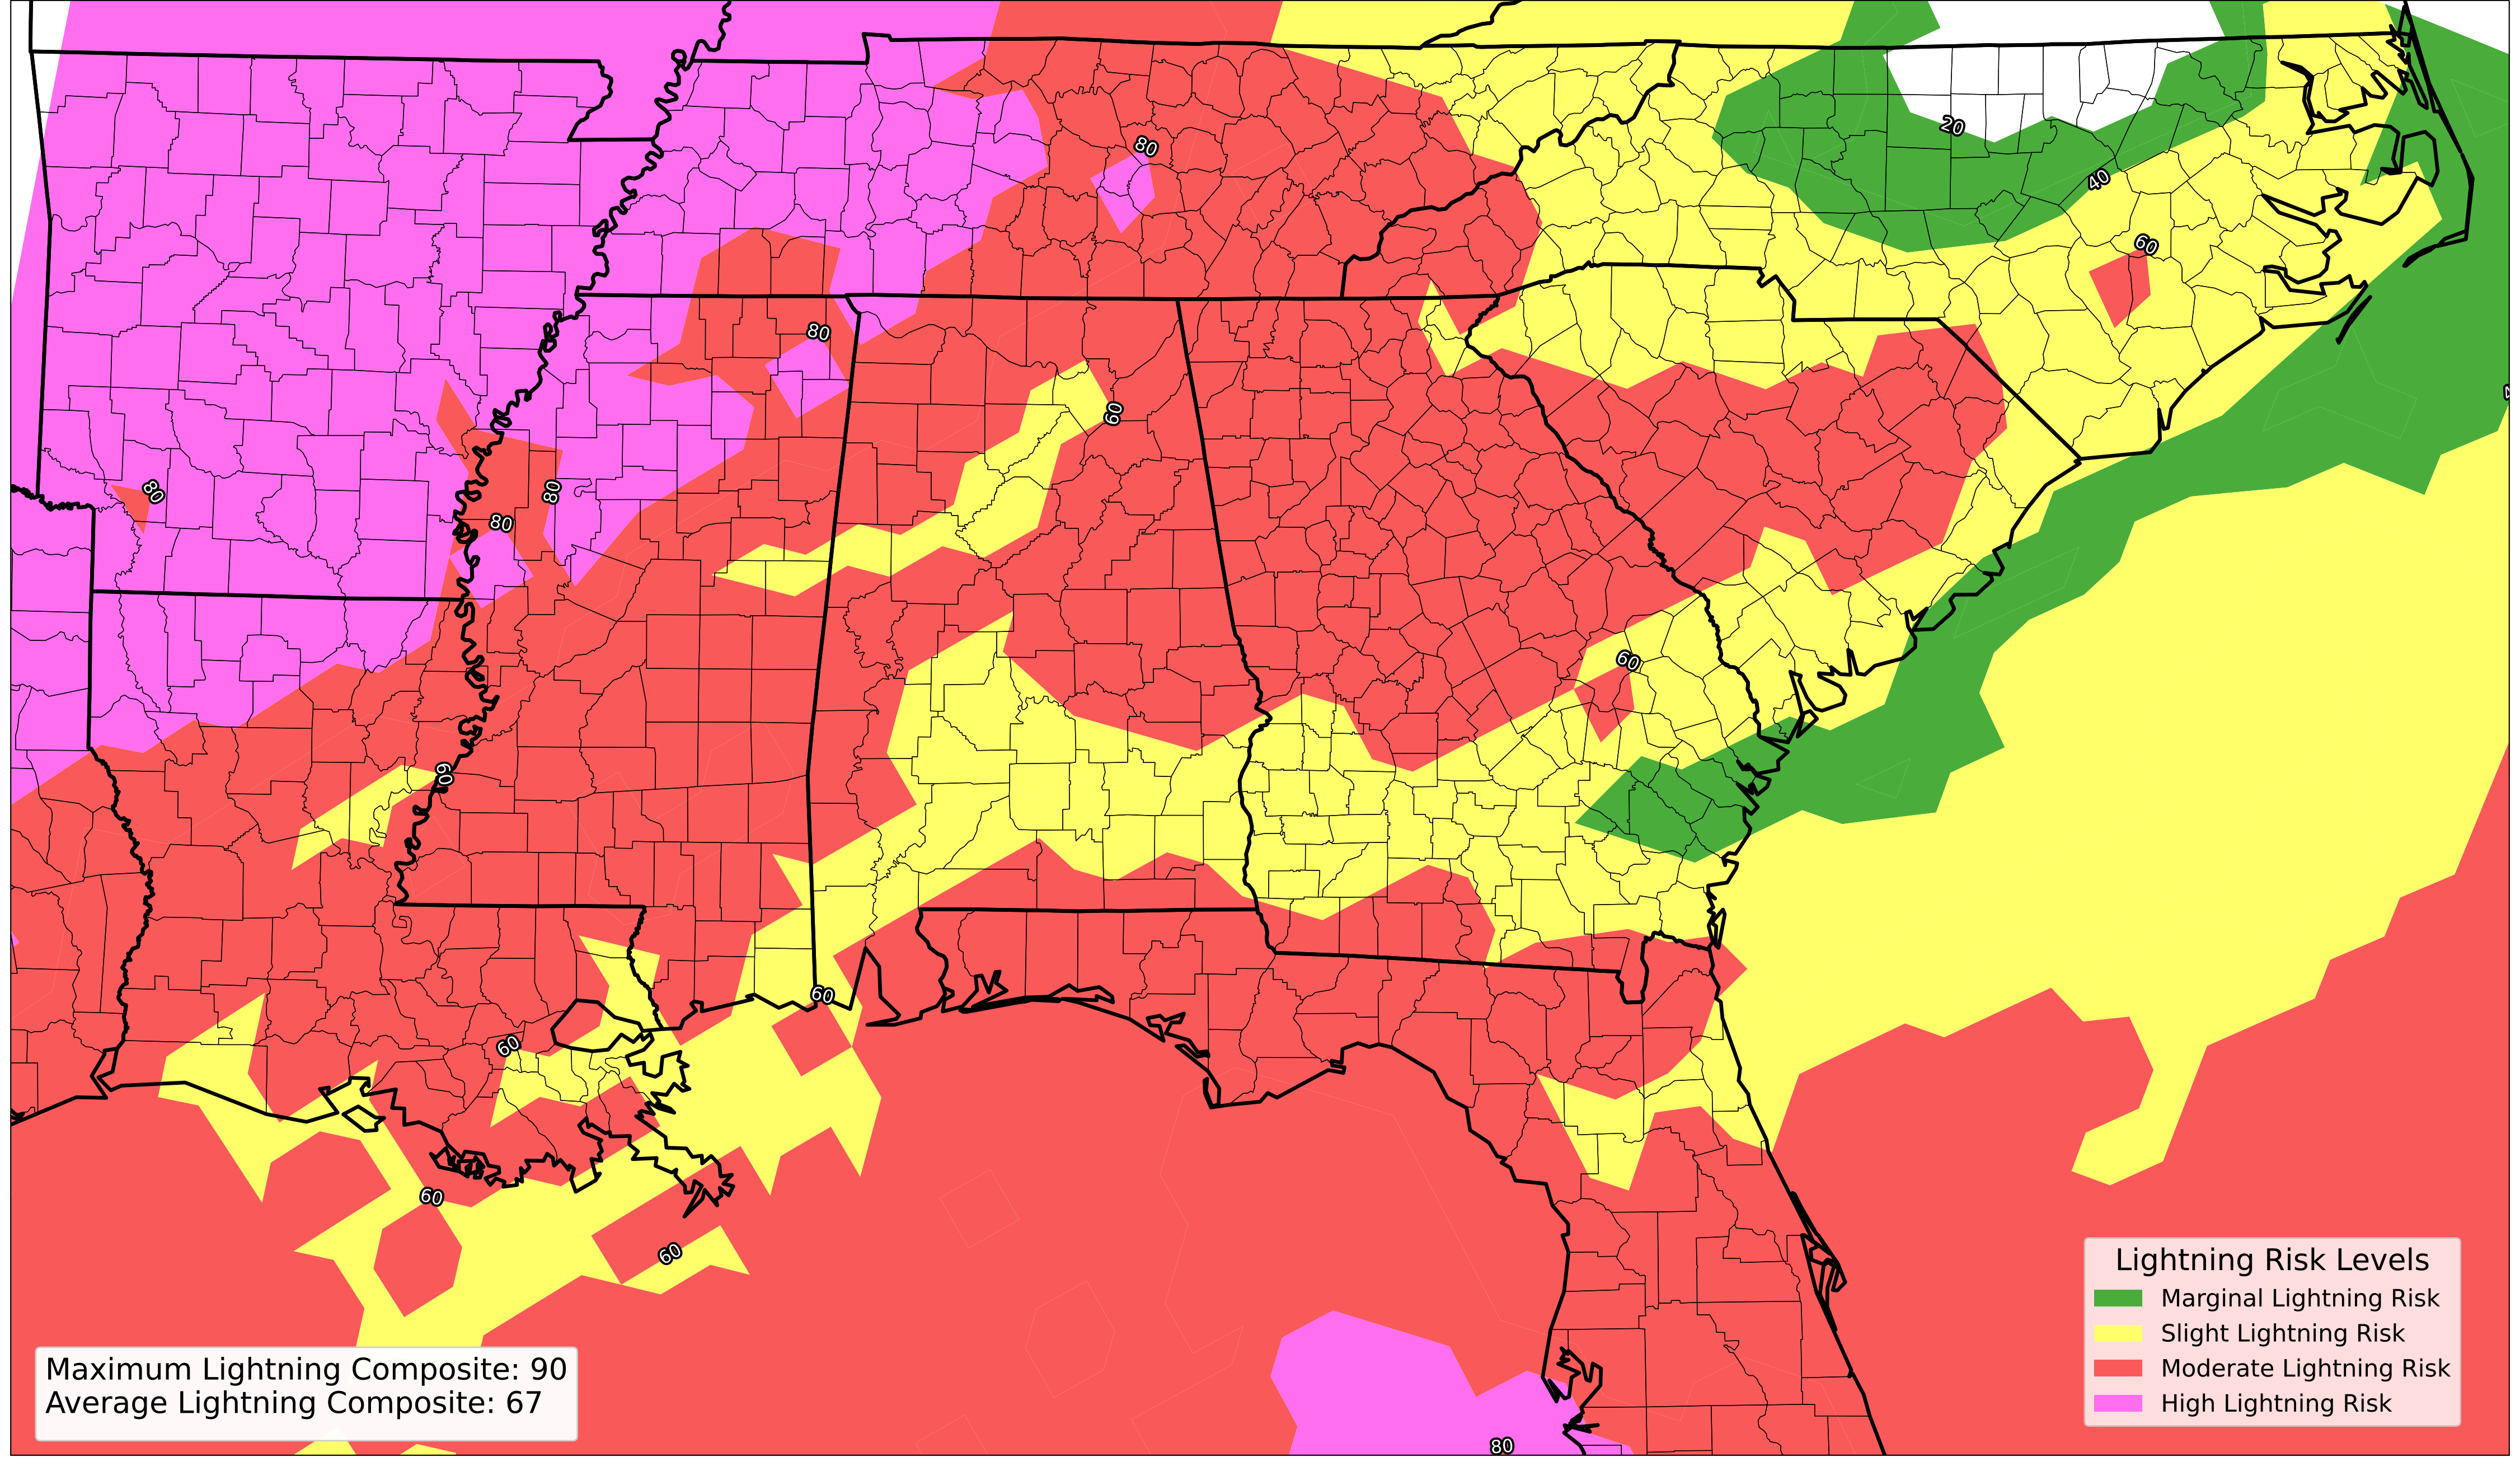 20
80
40
60
80
60
80
80
80
60
60
60
60
60
60
Lightning Risk Levels
Marginal Lightning Risk
Slight Lightning Risk
Moderate Lightning Risk
High Lightning Risk
Maximum Lightning Composite: 90
Average Lightning Composite: 67
80